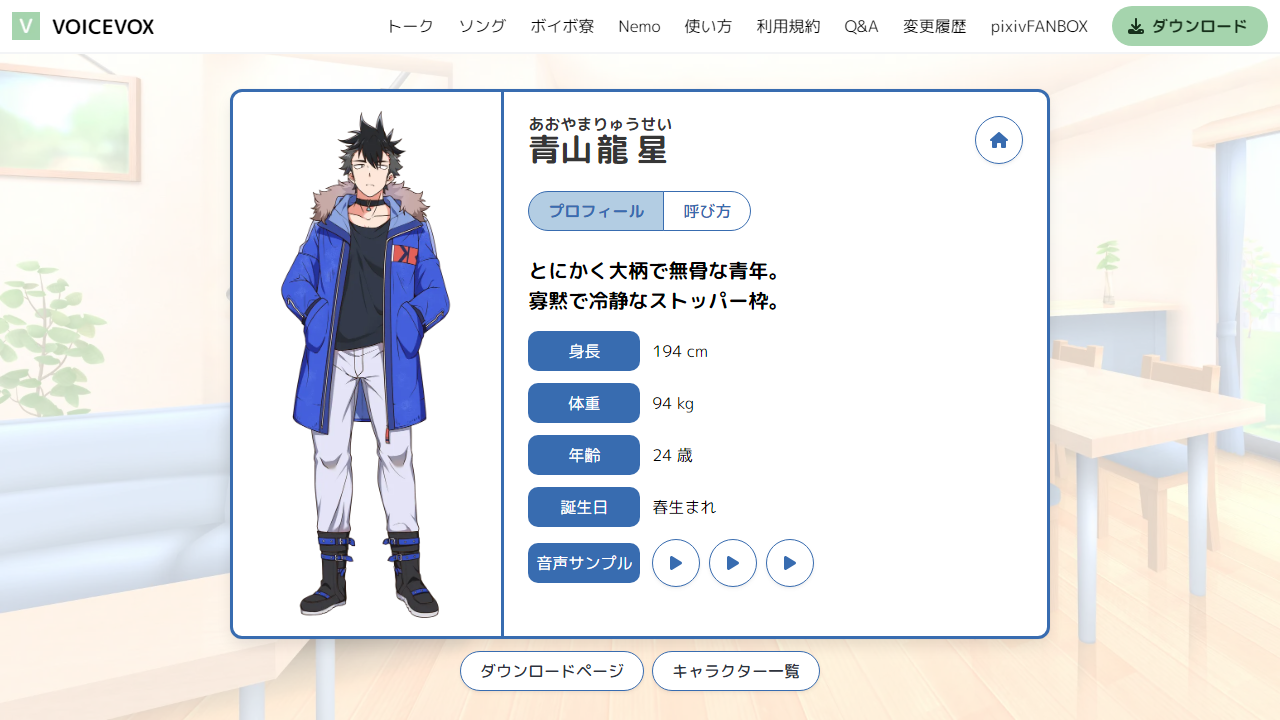 V VOICEVOX トーク ソング ボイボ寮 Nemo 使い方 利用規約 Q&A 変更履歴 pixivFANBOX ダウンロード
あおやまりゅうせい
青山龍星
プロフィール 呼び方
とにかく大柄で無骨な青年。
寡黙で冷静なストッパー枠。
身長 194 cm
体重 94 kg
年齢 24 歳
誕生日 春生まれ
音声サンプル
ダウンロードページ キャラクター一覧